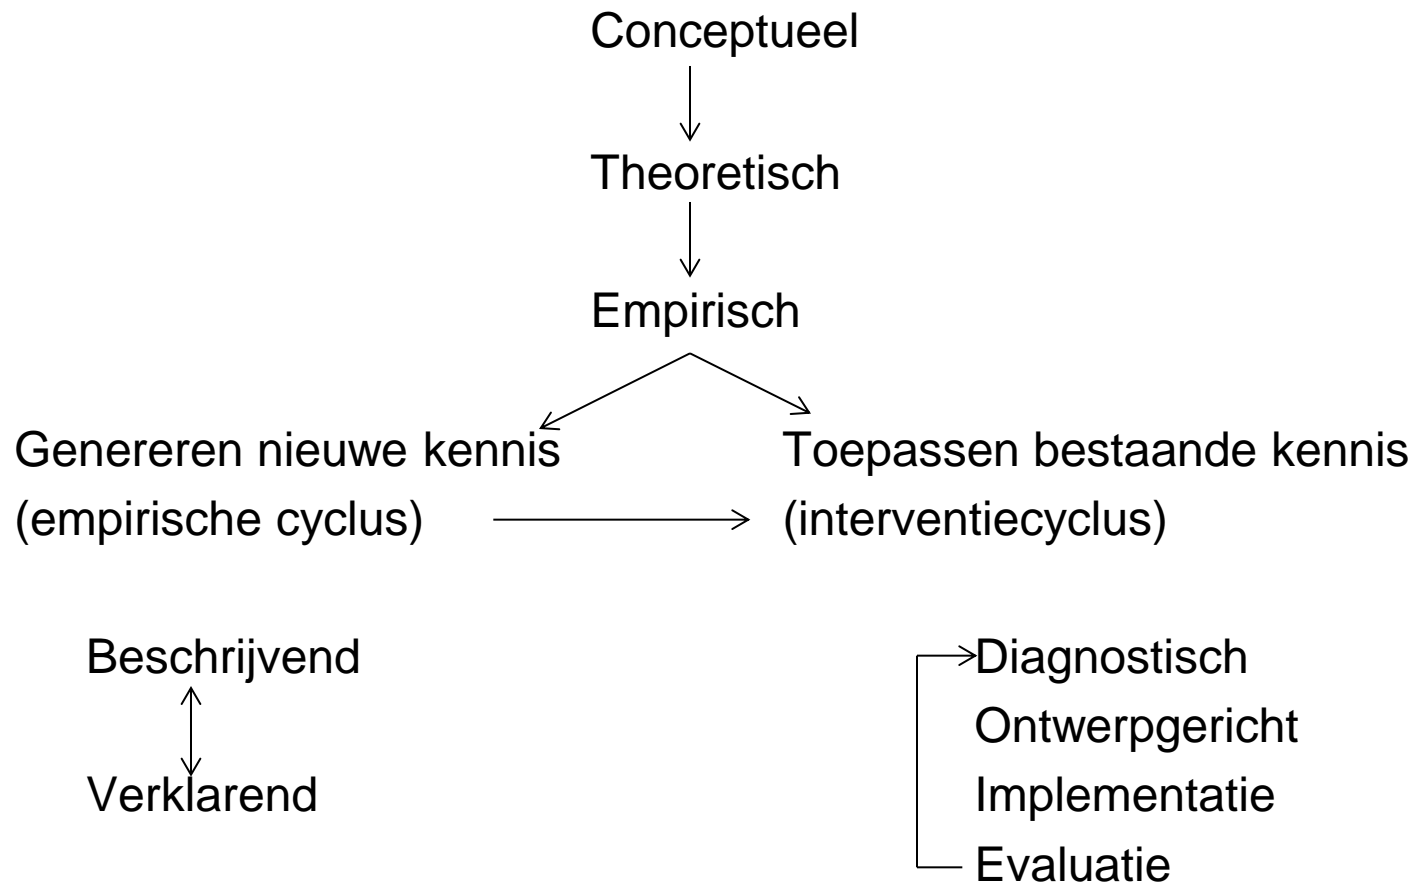 Conceptueel
Theoretisch
Empirisch
Genereren nieuwe kennis
(empirische cyclus)
Toepassen bestaande kennis
(interventiecyclus)
Beschrijvend
Verklarend
Diagnostisch
Ontwerpgericht
Implementatie
Evaluatie